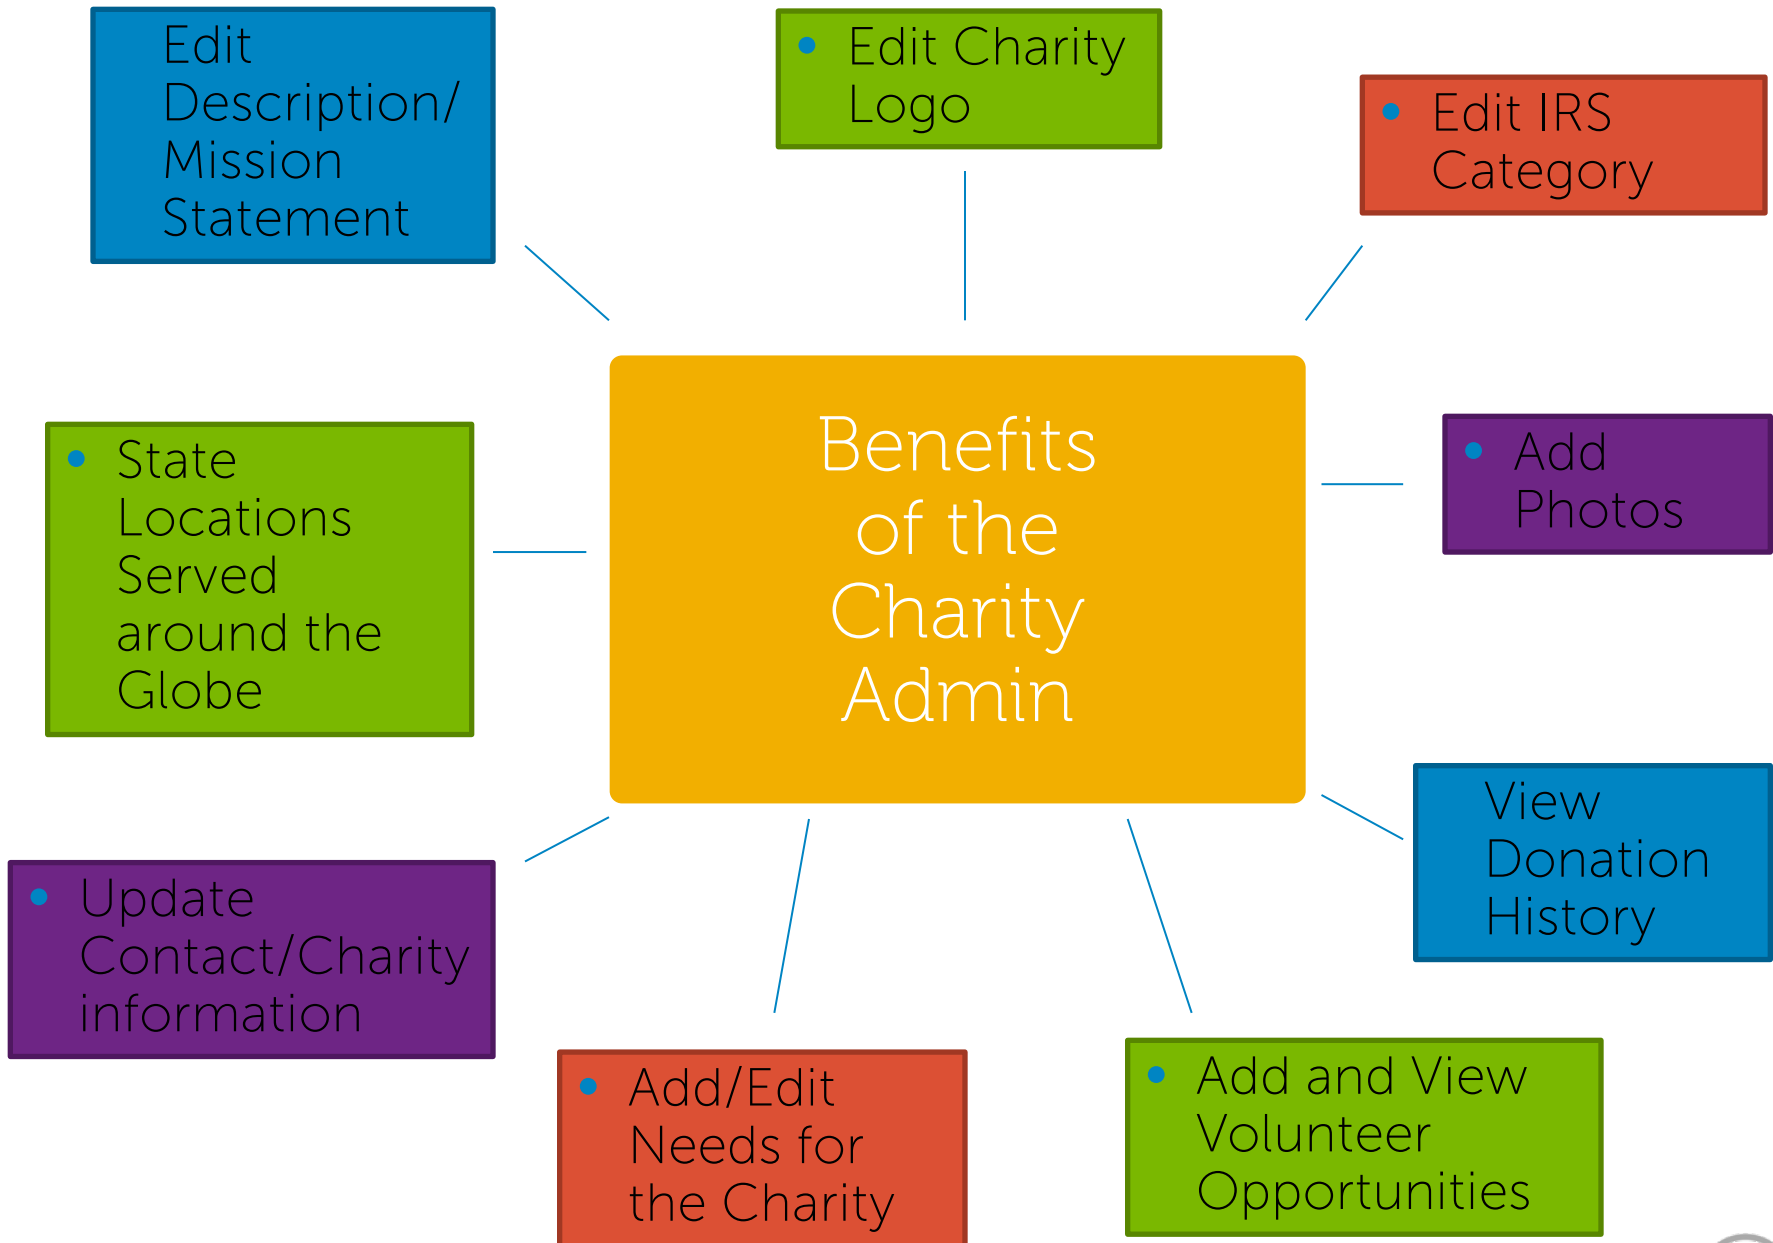 Edit
Description/
Mission
Statement
• Edit Charity
Logo
• Edit IRS
Category
• State
Locations
Served
around the
Globe
Benefits
of the
Charity
Admin
• Add
Photos
View
Donation
History
• Update
Contact/Charity
information
• Add/Edit
Needs for
the Charity
• Add and View
Volunteer
Opportunities